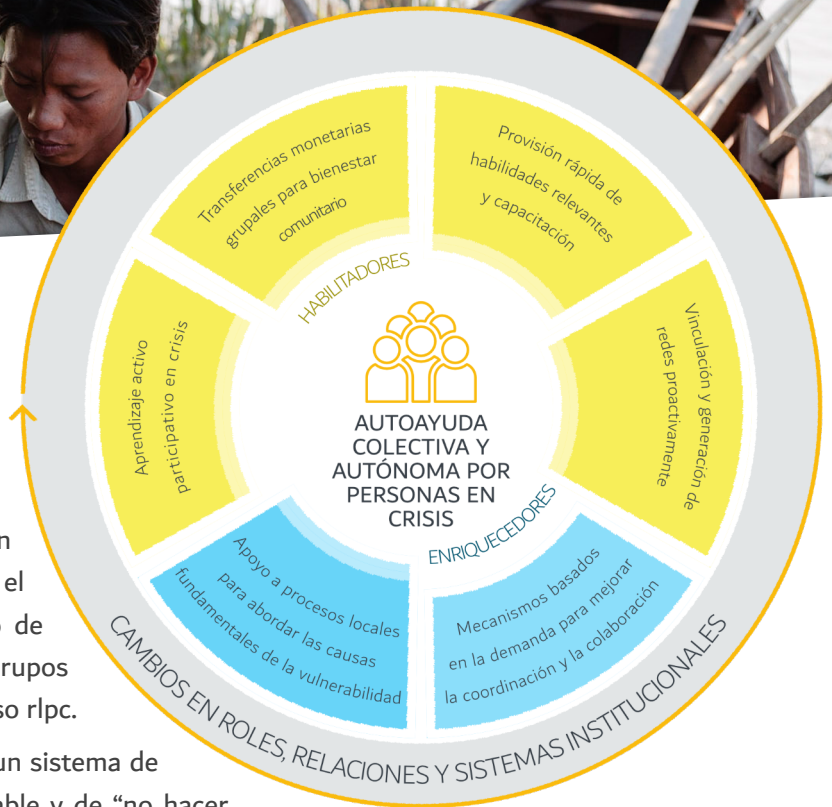 Transferencias monetarias
grupales para bienestar
comunitario
Provisión rápida de
habilidades relevantes
y capacitación
HABILITADORES
Aprendizaje activo
participativo en crisis
Vinculación y generación de
redes proactivamente
AUTOAYUDA
COLECTIVA Y
AUTÓNOMA POR
PERSONAS EN
CRISIS
ENRIQUECEDORES
Apoyo a procesos locales
para abordar las causas
fundamentales de la vulnerabilidad
Mecanismos basados
en la demanda para mejorar
la coordinación y la colaboración
CAMBIOS EN ROLES, RELACIONES Y SISTEMAS INSTITUCIONALES
el
de
rlpc.
un sistema de
y de “no hacer